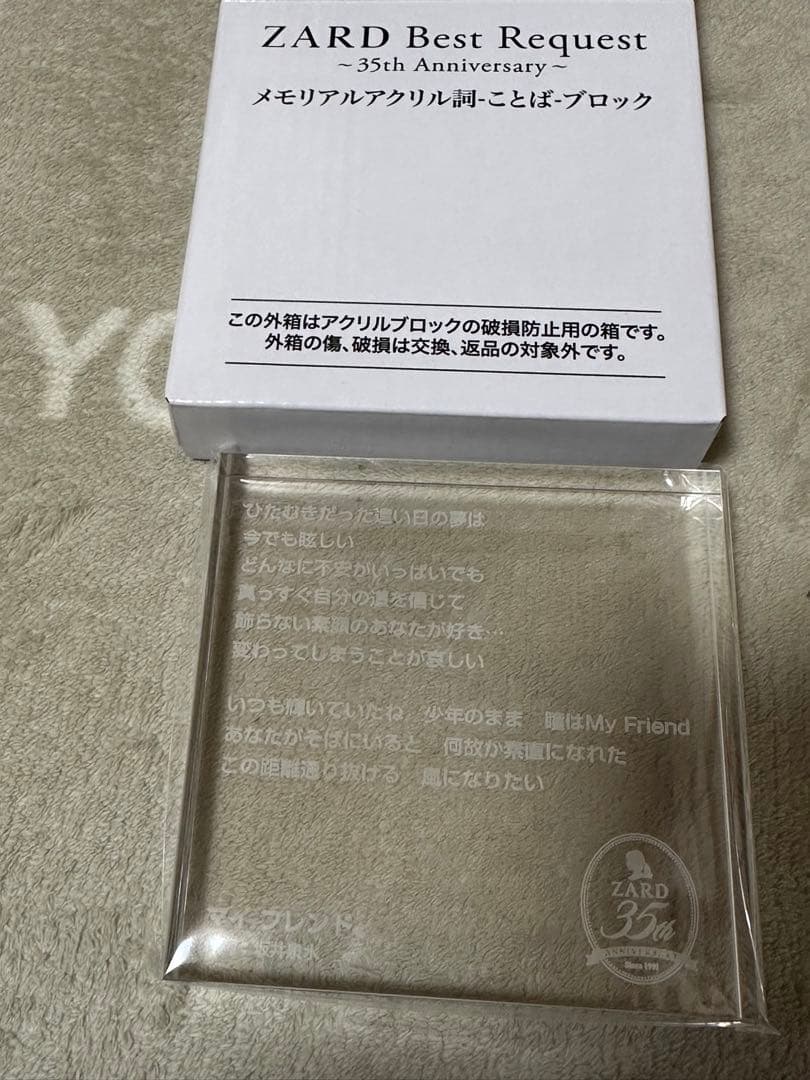 ZARD Best Request
~35th Anniversary~
メモリアルアクリル詞-ことば-ブロック
この外箱はアクリルブロックの破損防止用の箱です。
外箱の傷、破損は交換、返品の対象外です。
ひたむきだった遠い日の夢は
今でも眩しい
どんなに不安がいっぱいでも
真っすぐ自分の道を信じて
飾らない素顔のあなたが好き…
変わってしまうことが哀しい
いつも輝いていたね 少年のまま 瞳はMy Friend
あなたがそばにいると 何故か素直になれた
この距離通り抜ける 風になりたい
マイ フレンド
坂井泉水
ZARD
35th
ANNIVERSARY
Since 1991
YO